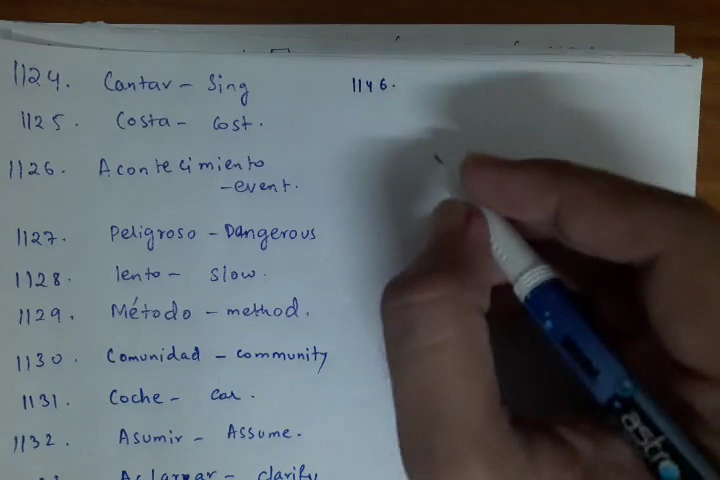 1124. Cantar - Sing
1125. Costa - Cost.
1126. Acontecimiento
- event.
1127. Peligroso - Dangerous
1128. lento - slow.
1129. Método - method.
1130. Comunidad - community
1131. Coche - Car.
1132. Asumir - Assume.
Aclarar - clarify
1146.
astro